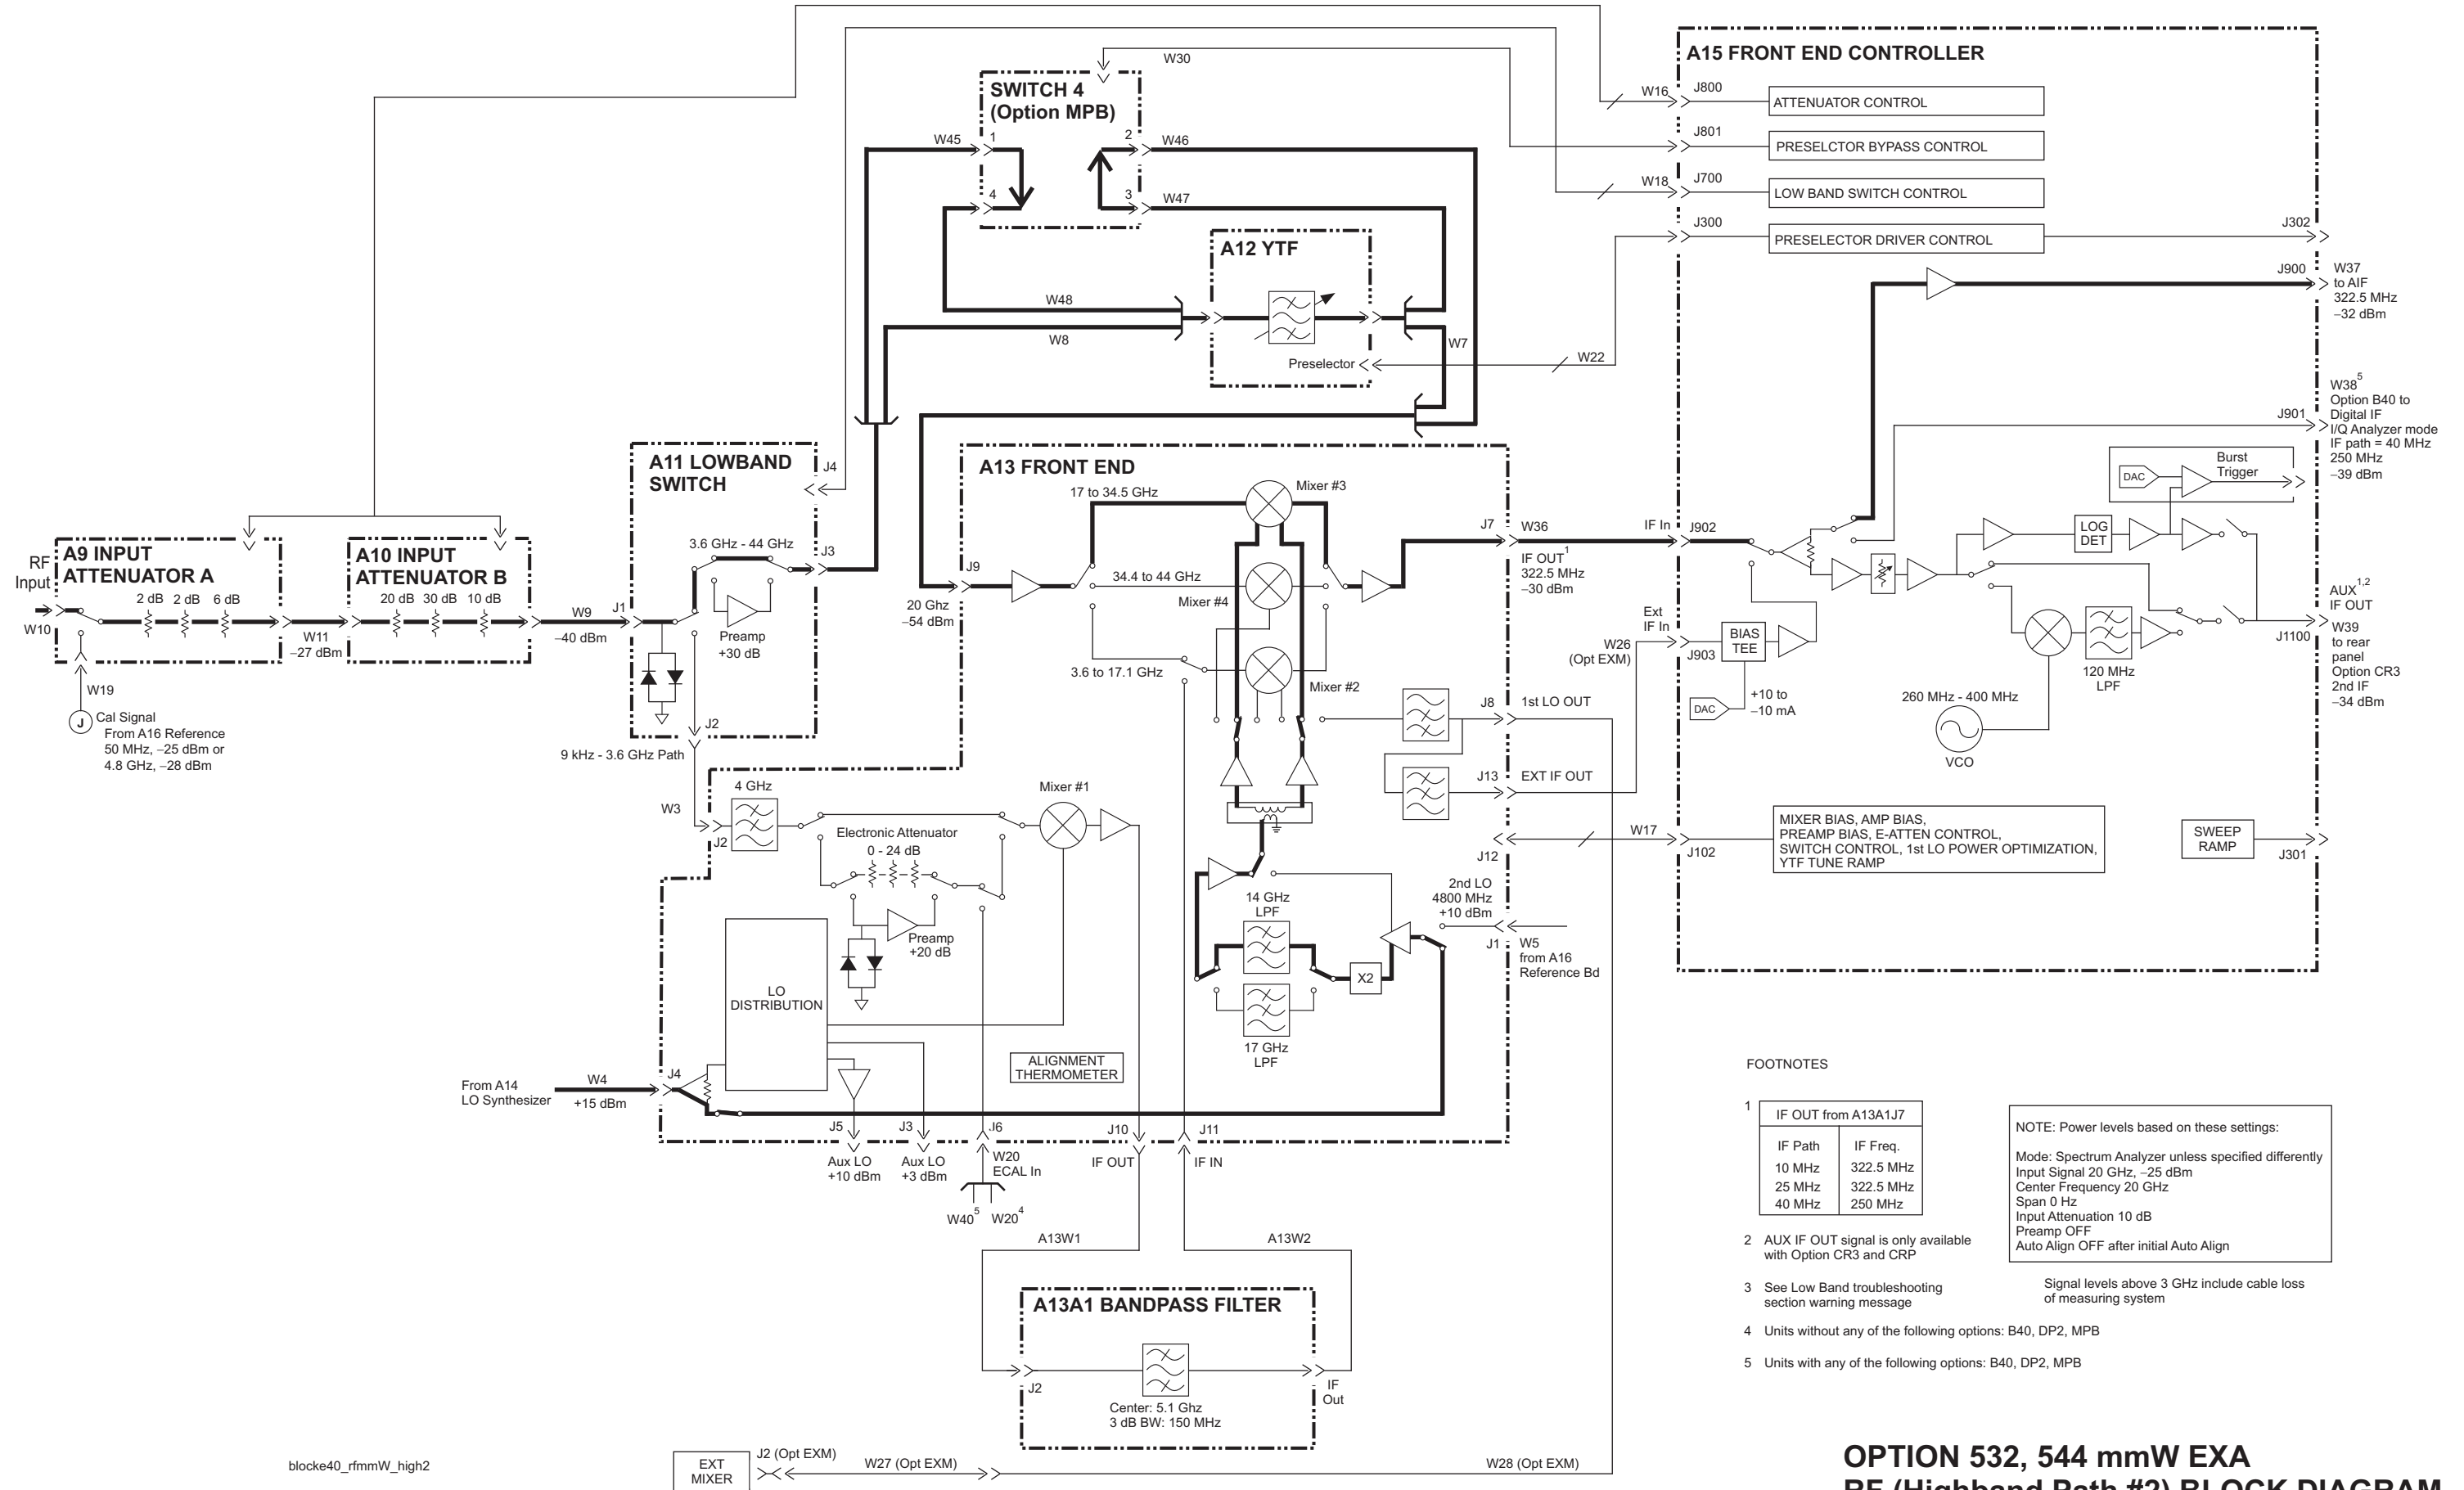 W30
A15 FRONT END CONTROLLER
SWITCH 4
(Option MPB)
W16
J800
ATTENUATOR CONTROL
J801
PRESELCTOR BYPASS CONTROL
W45
1
2
W46
W18
J700
LOW BAND SWITCH CONTROL
4
3
W47
J300
PRESELECTOR DRIVER CONTROL
J302
A12 YTF
J900
W37
to AIF
322.5 MHz
–32 dBm
W48
W8
W7
Preselector
W22
W38⁵
Option B40 to
Digital IF
I/Q Analyzer mode
IF path = 40 MHz
250 MHz
–39 dBm
J901
Burst
Trigger
DAC
A11 LOWBAND
SWITCH
J4
A13 FRONT END
17 to 34.5 GHz
Mixer #3
J7
W36
IF OUT¹
322.5 MHz
–30 dBm
IF In
J902
LOG
DET
A9 INPUT
ATTENUATOR A
A10 INPUT
ATTENUATOR B
3.6 GHz - 44 GHz
J3
J9
34.4 to 44 GHz
Mixer #4
RF
Input
W10
2 dB
2 dB
6 dB
20 dB
30 dB
10 dB
W11
–27 dBm
W9
–40 dBm
J1
Preamp
+30 dB
20 Ghz
–54 dBm
Ext
IF In
W26
(Opt EXM)
J903
BIAS
TEE
AUX¹,²
IF OUT
J1100
W39
to rear
panel
Option CR3
2nd IF
–34 dBm
3.6 to 17.1 GHz
Mixer #2
120 MHz
LPF
DAC
+10 to
–10 mA
260 MHz - 400 MHz
VCO
W19
J
Cal Signal
From A16 Reference
50 MHz, –25 dBm or
4.8 GHz, –28 dBm
J2
9 kHz - 3.6 GHz Path
J8
1st LO OUT
J13
EXT IF OUT
W3
J2
4 GHz
Mixer #1
Electronic Attenuator
0 - 24 dB
J12
W17
J102
MIXER BIAS, AMP BIAS,
PREAMP BIAS, E-ATTEN CONTROL,
SWITCH CONTROL, 1st LO POWER OPTIMIZATION,
YTF TUNE RAMP
SWEEP
RAMP
J301
2nd LO
4800 MHz
+10 dBm
J1
W5
from A16
Reference Bd
14 GHz
LPF
Preamp
+20 dB
X2
LO
DISTRIBUTION
17 GHz
LPF
ALIGNMENT
THERMOMETER
From A14
LO Synthesizer
W4
+15 dBm
J4
J5
J3
J6
J10
J11
Aux LO
+10 dBm
Aux LO
+3 dBm
W20
ECAL In
IF OUT
IF IN
W40⁵
W20⁴
A13W1
A13W2
A13A1 BANDPASS FILTER
J2
IF
Out
Center: 5.1 Ghz
3 dB BW: 150 MHz
EXT
MIXER
J2 (Opt EXM)
W27 (Opt EXM)
W28 (Opt EXM)
blocke40_rfmmW_high2
FOOTNOTES
1
IF OUT from A13A1J7
IF Path IF Freq.
10 MHz 322.5 MHz
25 MHz 322.5 MHz
40 MHz 250 MHz
2 AUX IF OUT signal is only available
with Option CR3 and CRP
3 See Low Band troubleshooting
section warning message
4 Units without any of the following options: B40, DP2, MPB
5 Units with any of the following options: B40, DP2, MPB
NOTE: Power levels based on these settings:
Mode: Spectrum Analyzer unless specified differently
Input Signal 20 GHz, –25 dBm
Center Frequency 20 GHz
Span 0 Hz
Input Attenuation 10 dB
Preamp OFF
Auto Align OFF after initial Auto Align
Signal levels above 3 GHz include cable loss
of measuring system
OPTION 532, 544 mmW EXA
RF (Highband Path #2) BLOCK DIAGRAM